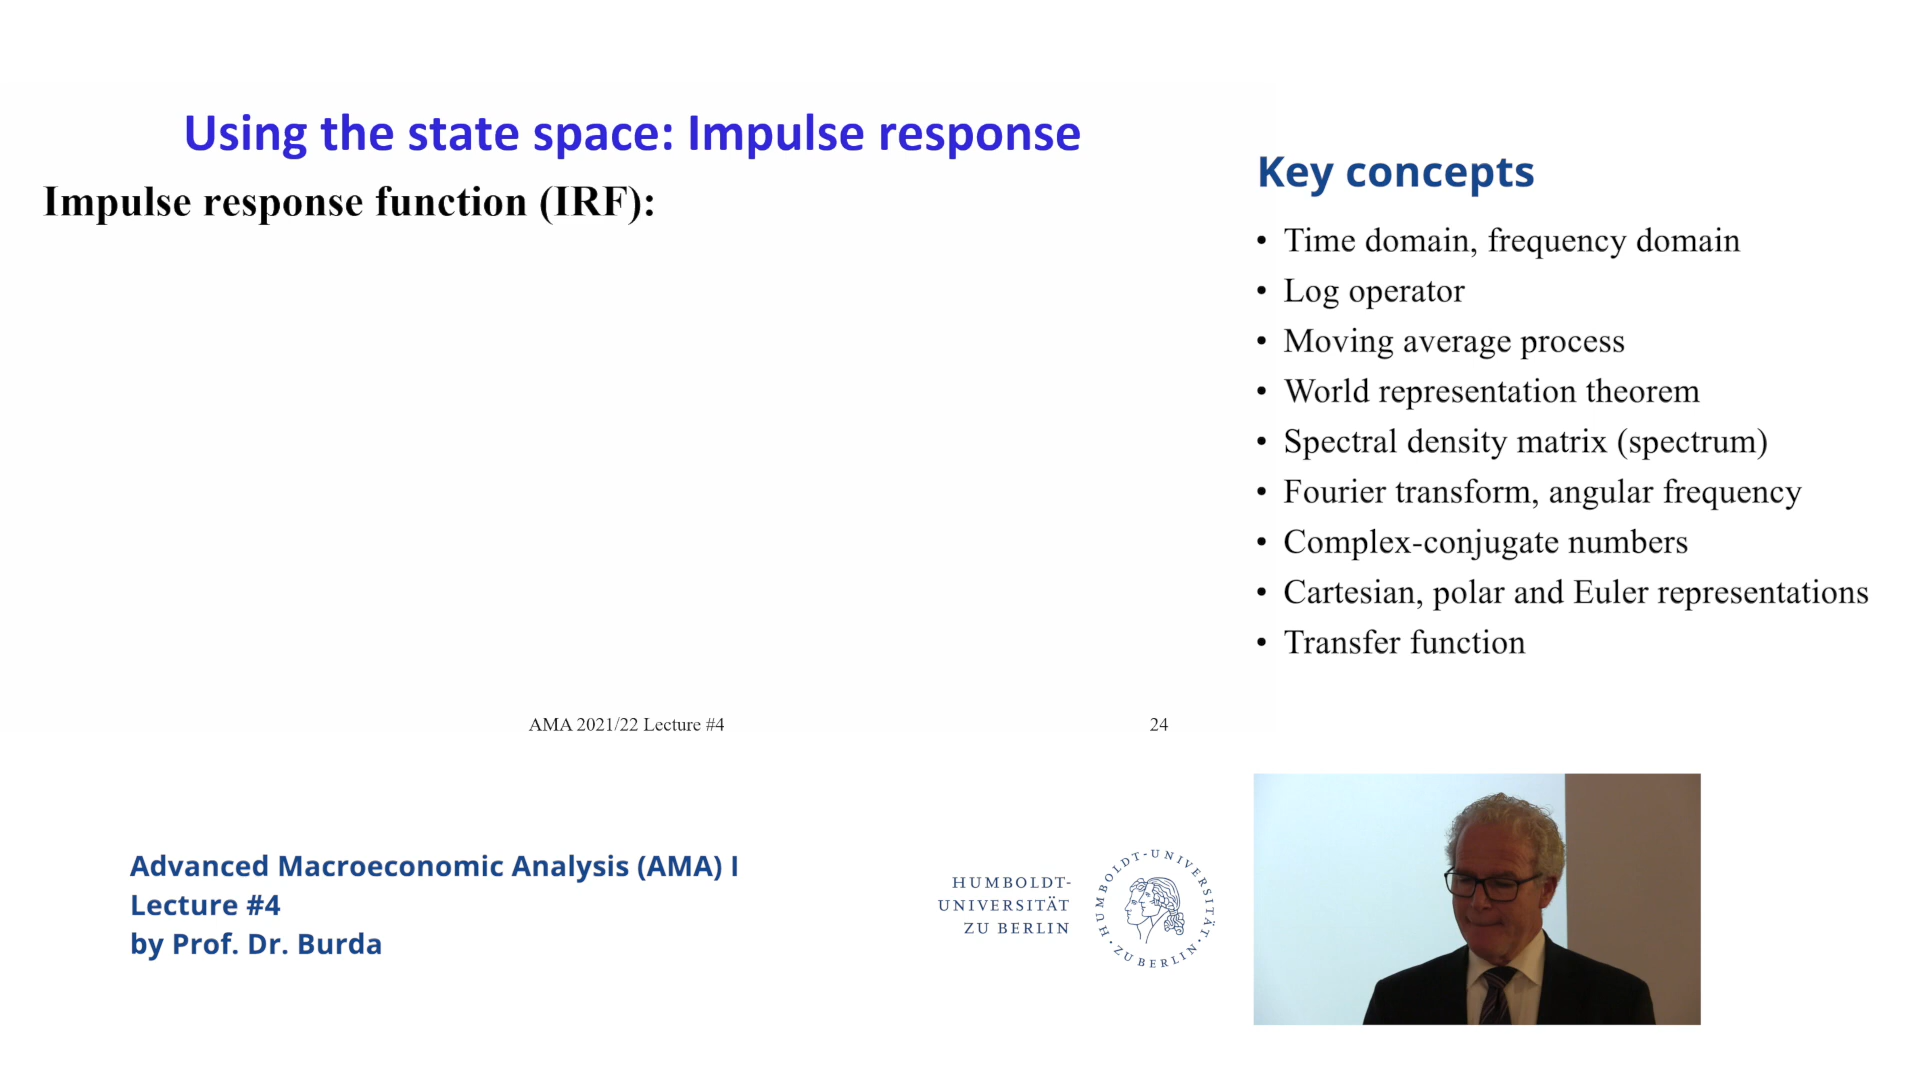 Using the state space: Impulse response
Impulse response function (IRF):
AMA 2021/22 Lecture #4
24
Key concepts
• Time domain, frequency domain
• Log operator
• Moving average process
• World representation theorem
• Spectral density matrix (spectrum)
• Fourier transform, angular frequency
• Complex-conjugate numbers
• Cartesian, polar and Euler representations
• Transfer function
Advanced Macroeconomic Analysis (AMA) I
Lecture #4
by Prof. Dr. Burda
HUMBOLDT-
UNIVERSITÄT
ZU BERLIN
HUMBOLDT-UNIVERSITÄT
· ZU BERLIN ·